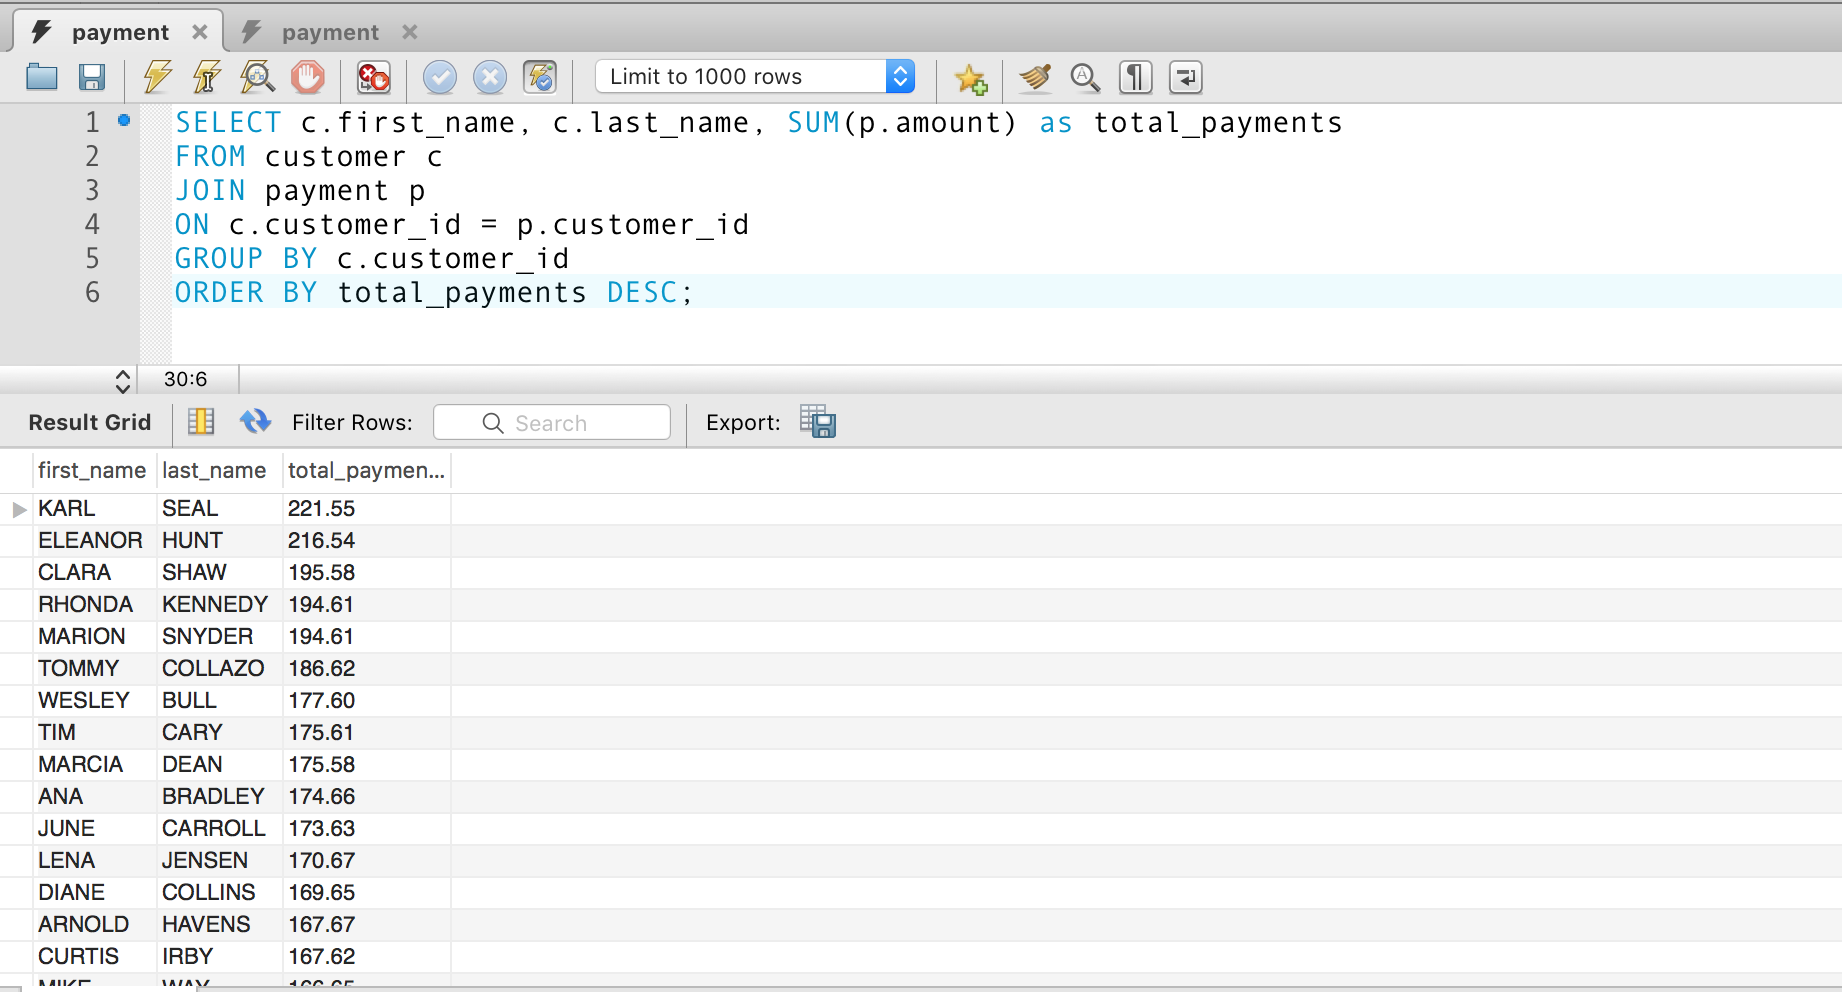 payment × payment ×
Limit to 1000 rows
1 SELECT c.first_name, c.last_name, SUM(p.amount) as total_payments
2 FROM customer c
3 JOIN payment p
4 ON c.customer_id = p.customer_id
5 GROUP BY c.customer_id
6 ORDER BY total_payments DESC;
30:6
Result Grid Filter Rows: Search Export:
first_name last_name total_paymen...
KARL SEAL 221.55
ELEANOR HUNT 216.54
CLARA SHAW 195.58
RHONDA KENNEDY 194.61
MARION SNYDER 194.61
TOMMY COLLAZO 186.62
WESLEY BULL 177.60
TIM CARY 175.61
MARCIA DEAN 175.58
ANA BRADLEY 174.66
JUNE CARROLL 173.63
LENA JENSEN 170.67
DIANE COLLINS 169.65
ARNOLD HAVENS 167.67
CURTIS IRBY 167.62
MIKE WAY 166.65